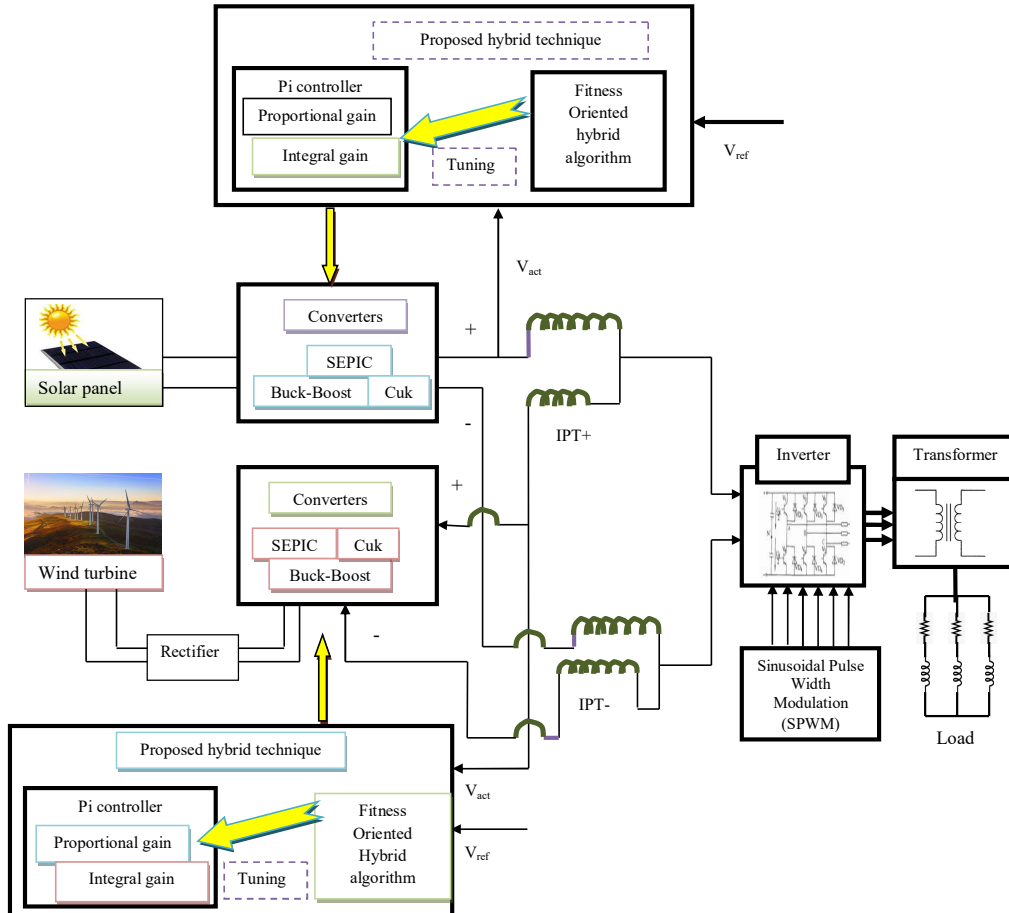 Proposed hybrid technique
Pi controller
Proportional gain
Integral gain
Tuning
Fitness
Oriented
hybrid
algorithm
Vref
Vact
Solar panel
Converters
SEPIC
Buck-Boost
Cuk
+
-
IPT+
Wind turbine
Converters
SEPIC
Cuk
Buck-Boost
+
-
Rectifier
IPT-
Inverter
Transformer
Sinusoidal Pulse
Width
Modulation
(SPWM)
Load
Proposed hybrid technique
Pi controller
Proportional gain
Integral gain
Tuning
Fitness
Oriented
Hybrid
algorithm
Vact
Vref